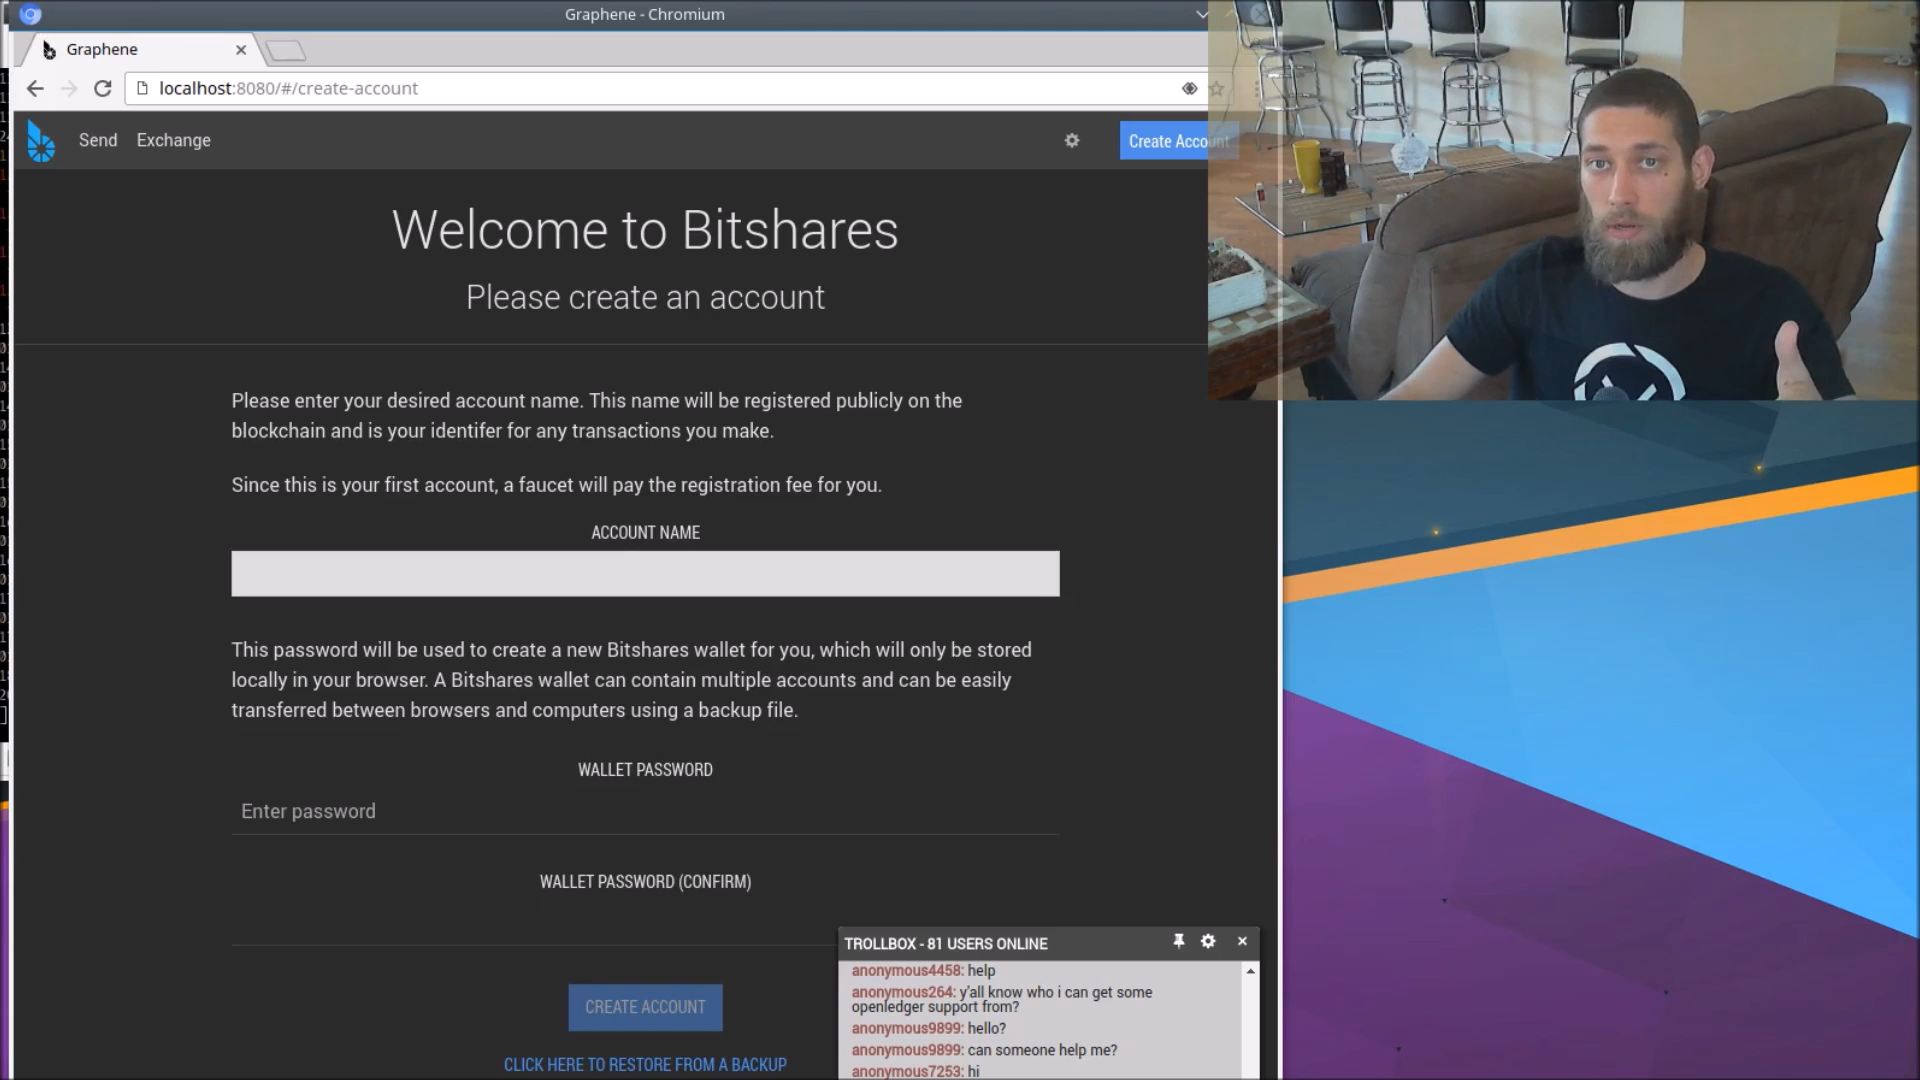 Graphene - Chromium
Graphene
localhost:8080/#/create-account
Send Exchange
Create Account
Welcome to Bitshares
Please create an account
Please enter your desired account name. This name will be registered publicly on the
blockchain and is your identifer for any transactions you make.
Since this is your first account, a faucet will pay the registration fee for you.
ACCOUNT NAME
This password will be used to create a new Bitshares wallet for you, which will only be stored
locally in your browser. A Bitshares wallet can contain multiple accounts and can be easily
transferred between browsers and computers using a backup file.
WALLET PASSWORD
Enter password
WALLET PASSWORD (CONFIRM)
CREATE ACCOUNT
CLICK HERE TO RESTORE FROM A BACKUP
TROLLBOX - 81 USERS ONLINE
anonymous4458: help
anonymous264: y'all know who i can get some
openledger support from?
anonymous9899: hello?
anonymous9899: can someone help me?
anonymous7253: hi